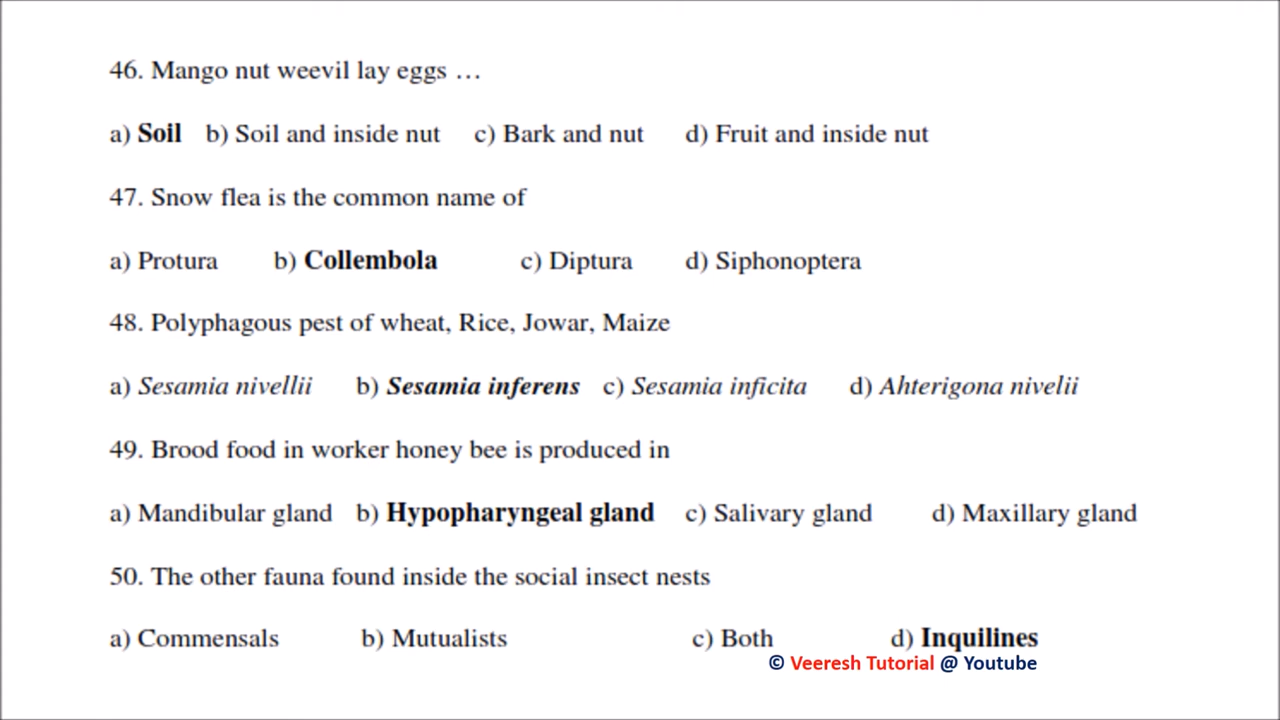 46. Mango nut weevil lay eggs …
a) Soil b) Soil and inside nut c) Bark and nut d) Fruit and inside nut
47. Snow flea is the common name of
a) Protura b) Collembola c) Diptura d) Siphonoptera
48. Polyphagous pest of wheat, Rice, Jowar, Maize
a) Sesamia nivellii b) Sesamia inferens c) Sesamia inficita d) Ahterigona nivelii
49. Brood food in worker honey bee is produced in
a) Mandibular gland b) Hypopharyngeal gland c) Salivary gland d) Maxillary gland
50. The other fauna found inside the social insect nests
a) Commensals b) Mutualists c) Both d) Inquilines
© Veeresh Tutorial @ Youtube